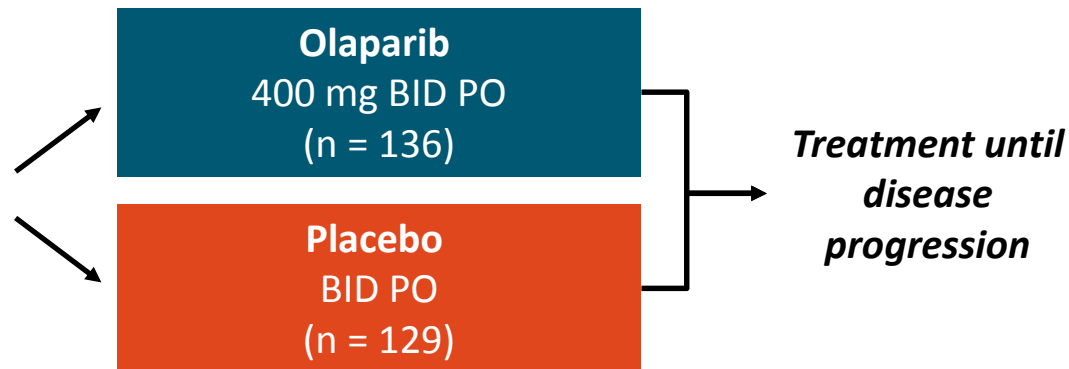 Olaparib
400 mg BID PO
(n = 136)
Placebo
BID PO
(n = 129)
Treatment until
disease
progression